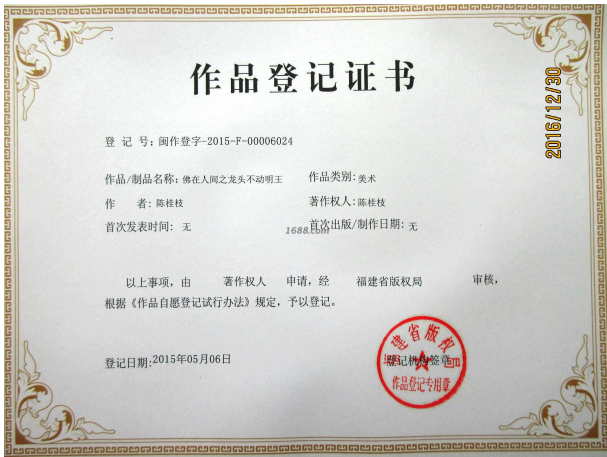 作品登记证书
2016/12/30
登 记 号：闽作登字-2015-F-00006024
作品/制品名称：佛在人间之龙头不动明王 作品类别：美术
作 者：陈桂枝 著作权人：陈桂枝
首次发表时间： 无 首次出版/制作日期：无
1688.com
以上事项，由 著作权人 申请，经 福建省版权局 审核，
根据《作品自愿登记试行办法》规定，予以登记。
登记日期：2015年05月06日 登记机构签章
福建省版权局
作品登记专用章